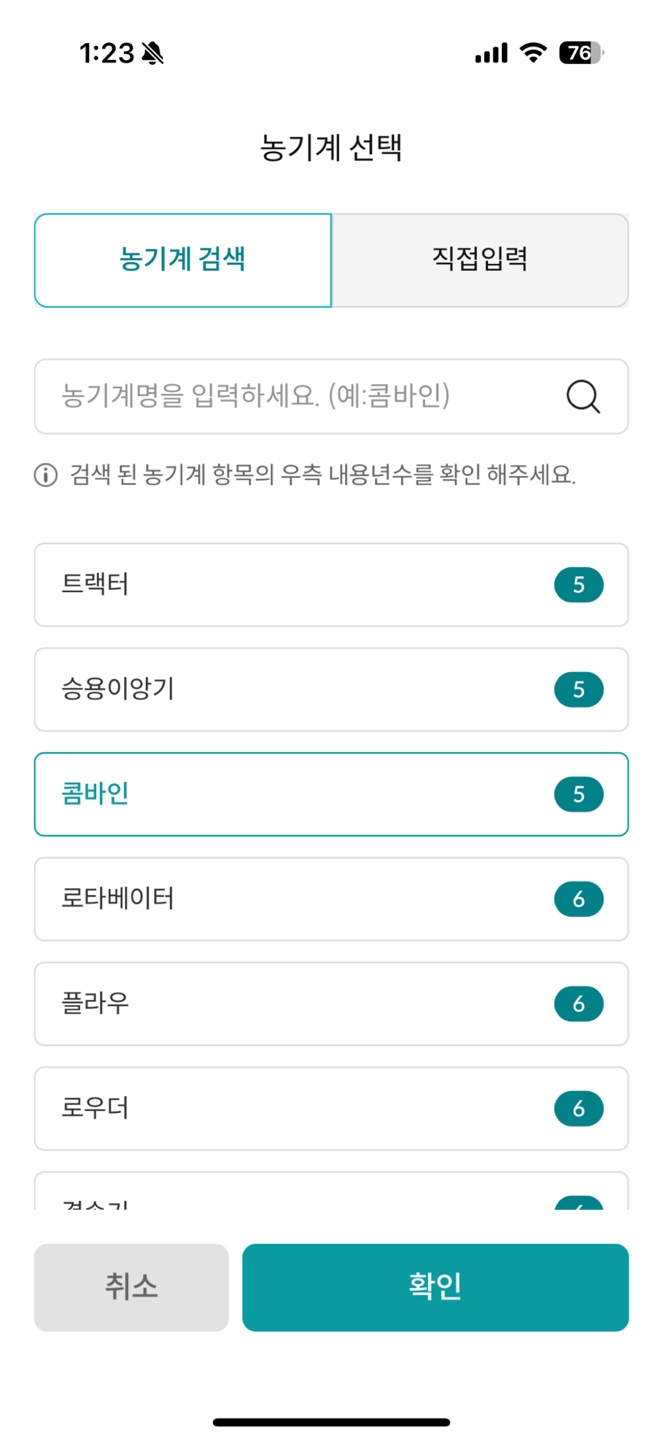 1:23
76
농기계 선택
농기계 검색
직접입력
농기계명을 입력하세요. (예:콤바인)
검색 된 농기계 항목의 우측 내용년수를 확인 해주세요.
트랙터 5
승용이앙기 5
콤바인 5
로타베이터 6
플라우 6
로우더 6
취소
확인